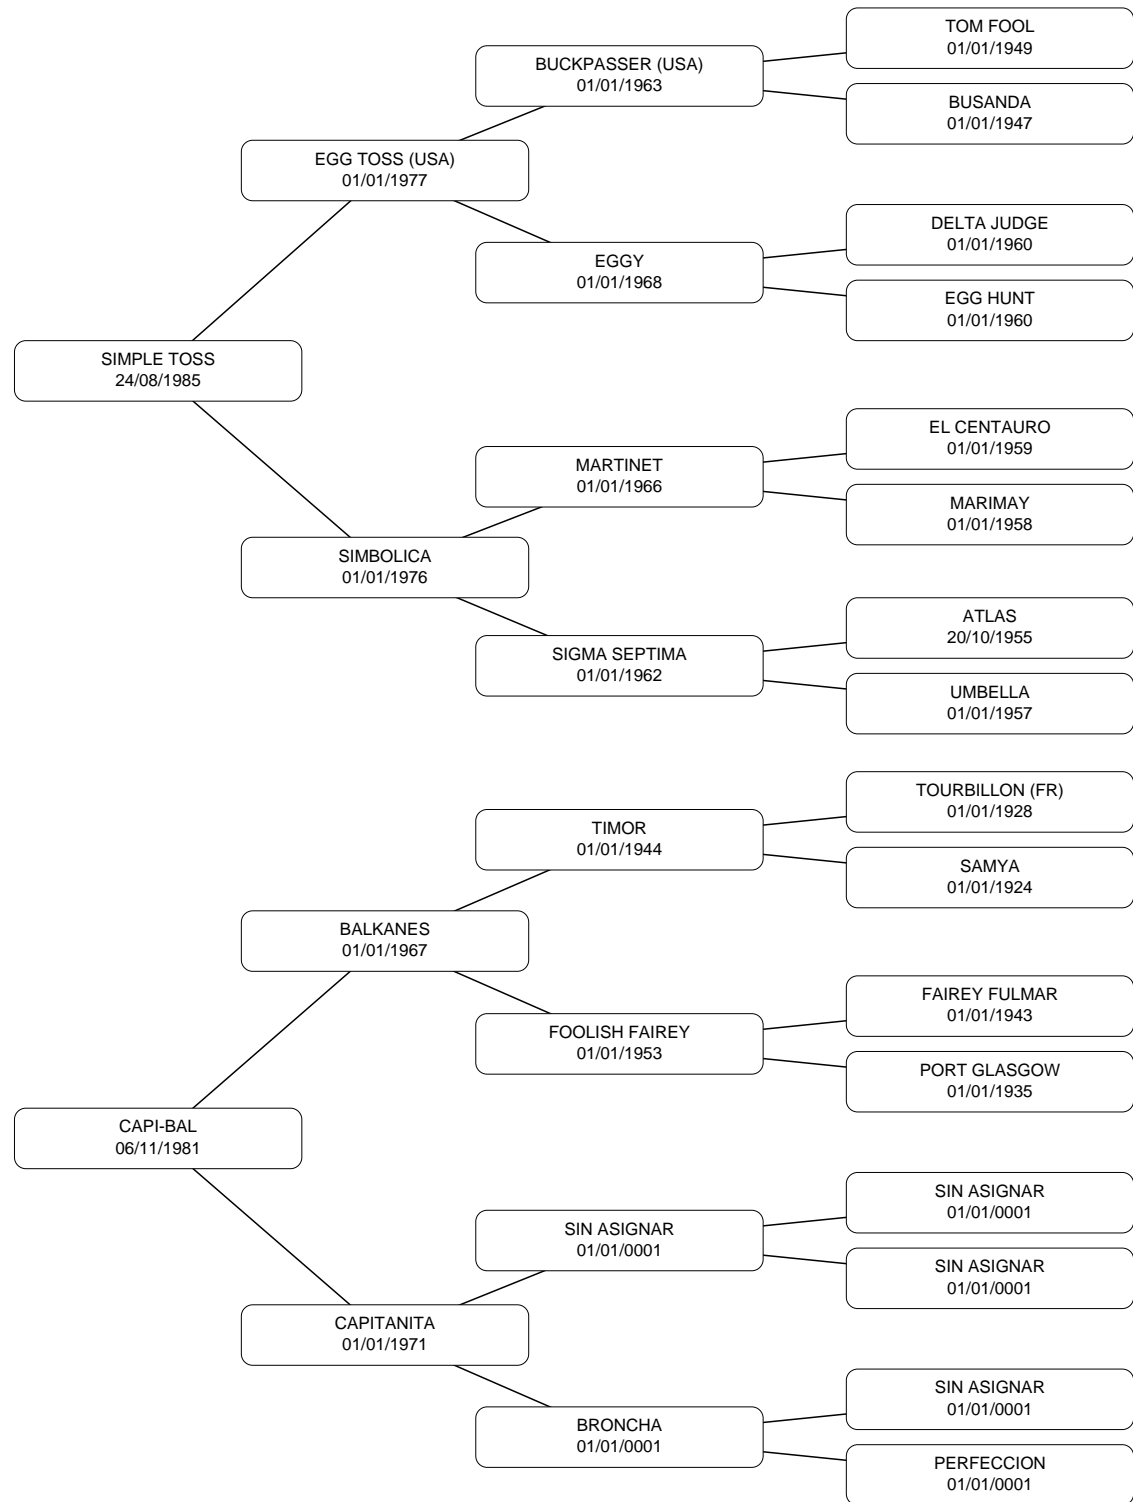 TOM FOOL
01/01/1949
BUCKPASSER (USA)
01/01/1963
BUSANDA
01/01/1947
EGG TOSS (USA)
01/01/1977
DELTA JUDGE
01/01/1960
EGGY
01/01/1968
EGG HUNT
01/01/1960
SIMPLE TOSS
24/08/1985
EL CENTAURO
01/01/1959
MARTINET
01/01/1966
MARIMAY
01/01/1958
SIMBOLICA
01/01/1976
ATLAS
20/10/1955
SIGMA SEPTIMA
01/01/1962
UMBELLA
01/01/1957
TOURBILLON (FR)
01/01/1928
TIMOR
01/01/1944
SAMYA
01/01/1924
BALKANES
01/01/1967
FAIREY FULMAR
01/01/1943
FOOLISH FAIREY
01/01/1953
PORT GLASGOW
01/01/1935
CAPI-BAL
06/11/1981
SIN ASIGNAR
01/01/0001
SIN ASIGNAR
01/01/0001
SIN ASIGNAR
01/01/0001
CAPITANITA
01/01/1971
SIN ASIGNAR
01/01/0001
BRONCHA
01/01/0001
PERFECCION
01/01/0001